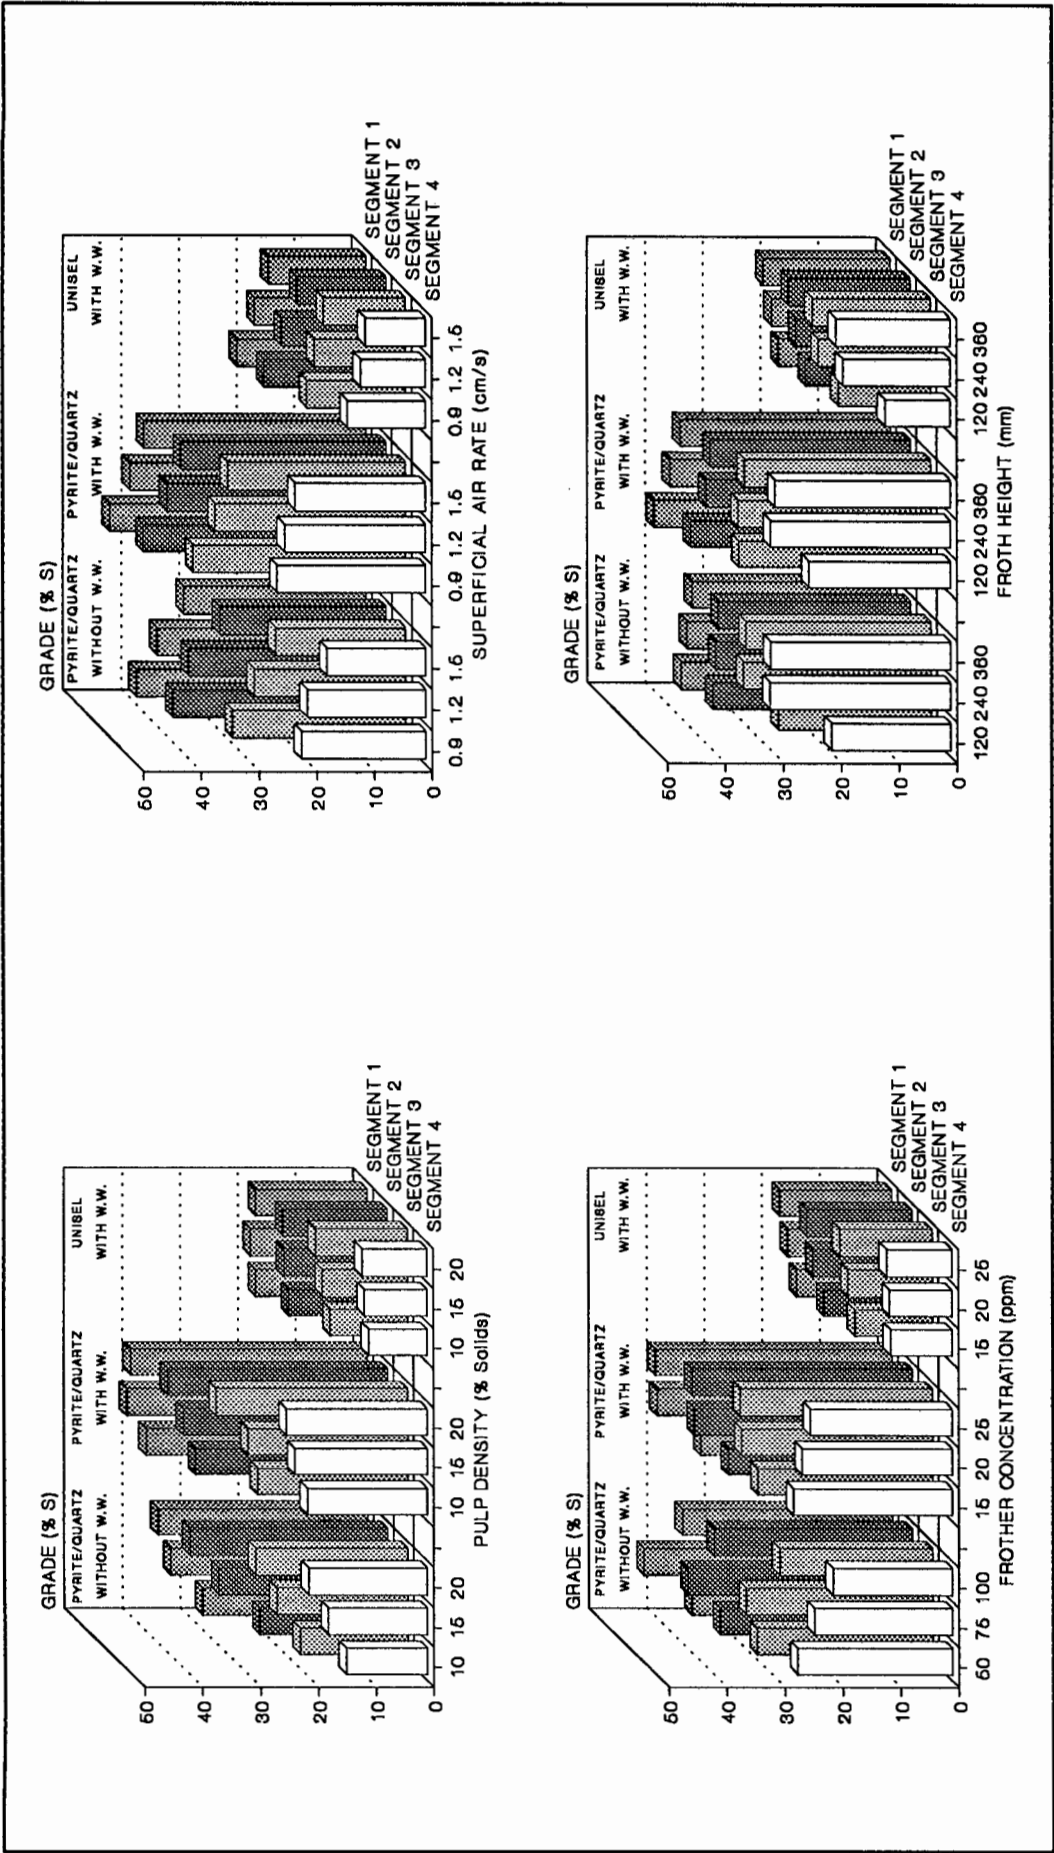 GRADE (% S)
PYRITE/QUARTZ PYRITE/QUARTZ UNISEL
WITHOUT W.W. WITH W.W. WITH W.W.
50
40
30
20
10
0
SEGMENT 1
SEGMENT 2
SEGMENT 3
SEGMENT 4
10 15 20 10 15 20 10 15 20
PULP DENSITY (% Solids)
GRADE (% S)
PYRITE/QUARTZ PYRITE/QUARTZ UNISEL
WITHOUT W.W. WITH W.W. WITH W.W.
50
40
30
20
10
0
SEGMENT 1
SEGMENT 2
SEGMENT 3
SEGMENT 4
0.9 1.2 1.5 0.9 1.2 1.5 0.9 1.2 1.5
SUPERFICIAL AIR RATE (cm/s)
GRADE (% S)
PYRITE/QUARTZ PYRITE/QUARTZ UNISEL
WITHOUT W.W. WITH W.W. WITH W.W.
50
40
30
20
10
0
SEGMENT 1
SEGMENT 2
SEGMENT 3
SEGMENT 4
50 75 100 15 20 25 15 20 25
FROTHER CONCENTRATION (ppm)
GRADE (% S)
PYRITE/QUARTZ PYRITE/QUARTZ UNISEL
WITHOUT W.W. WITH W.W. WITH W.W.
50
40
30
20
10
0
SEGMENT 1
SEGMENT 2
SEGMENT 3
SEGMENT 4
120 240 360 120 240 360 120 240 360
FROTH HEIGHT (mm)